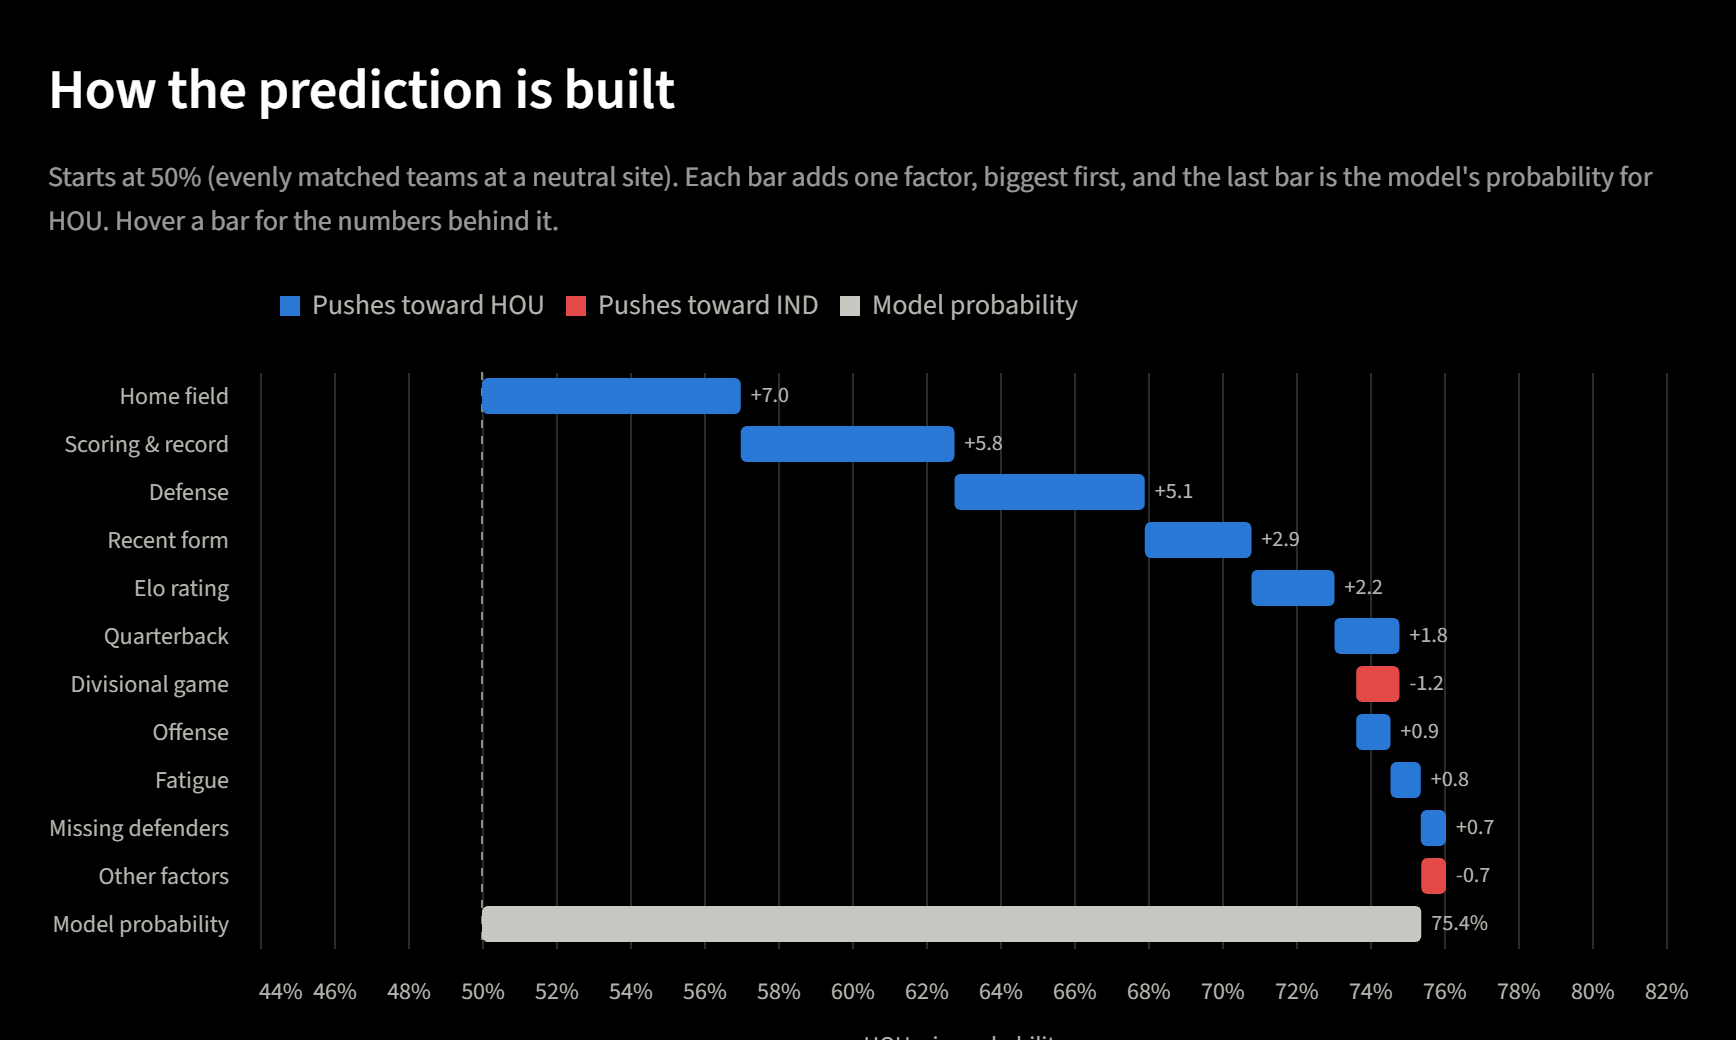 How the prediction is built
Starts at 50% (evenly matched teams at a neutral site). Each bar adds one factor, biggest first, and the last bar is the model's probability for
HOU. Hover a bar for the numbers behind it.
Pushes toward HOU Pushes toward IND Model probability
Home field +7.0
Scoring & record +5.8
Defense +5.1
Recent form +2.9
Elo rating +2.2
Quarterback +1.8
Divisional game -1.2
Offense +0.9
Fatigue +0.8
Missing defenders +0.7
Other factors -0.7
Model probability 75.4%
44% 46% 48% 50% 52% 54% 56% 58% 60% 62% 64% 66% 68% 70% 72% 74% 76% 78% 80% 82%